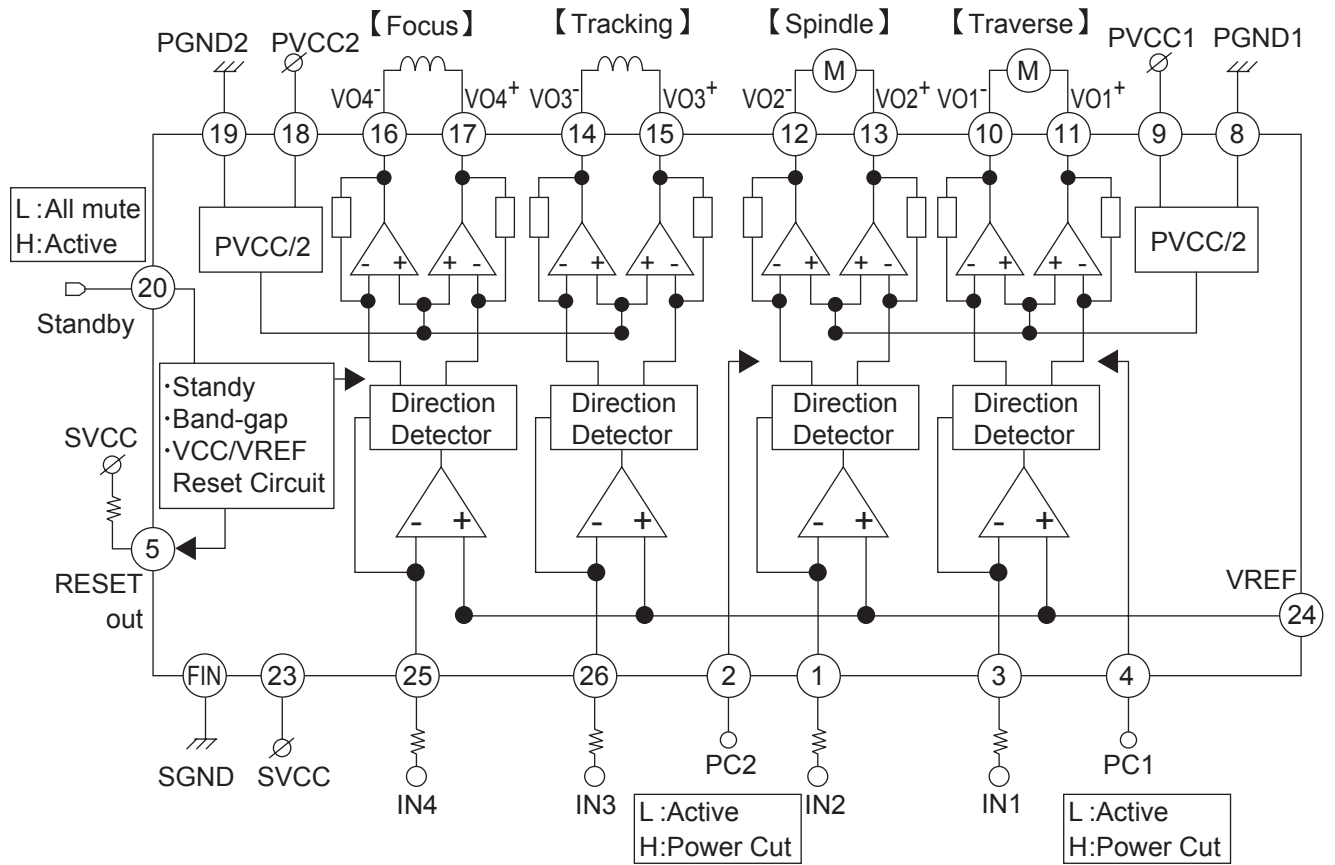 【Focus】 【Tracking】 【Spindle】 【Traverse】
PGND2 PVCC2 PVCC1 PGND1
VO4- VO4+ VO3- VO3+ VO2- M VO2+ VO1- M VO1+
19 18 16 17 14 15 12 13 10 11 9 8
L :All mute
H:Active
PVCC/2
PVCC/2
- + + - - + + - - + + - - + + -
20
Standby
·Standy
·Band-gap
·VCC/VREF
Reset Circuit
Direction
Detector
Direction
Detector
Direction
Detector
Direction
Detector
SVCC
- + - + - + - +
5
RESET
out
VREF
24
FIN 23 25 26 2 1 3 4
SGND SVCC IN4 IN3 PC2 IN2 IN1 PC1
L :Active
H:Power Cut
L :Active
H:Power Cut